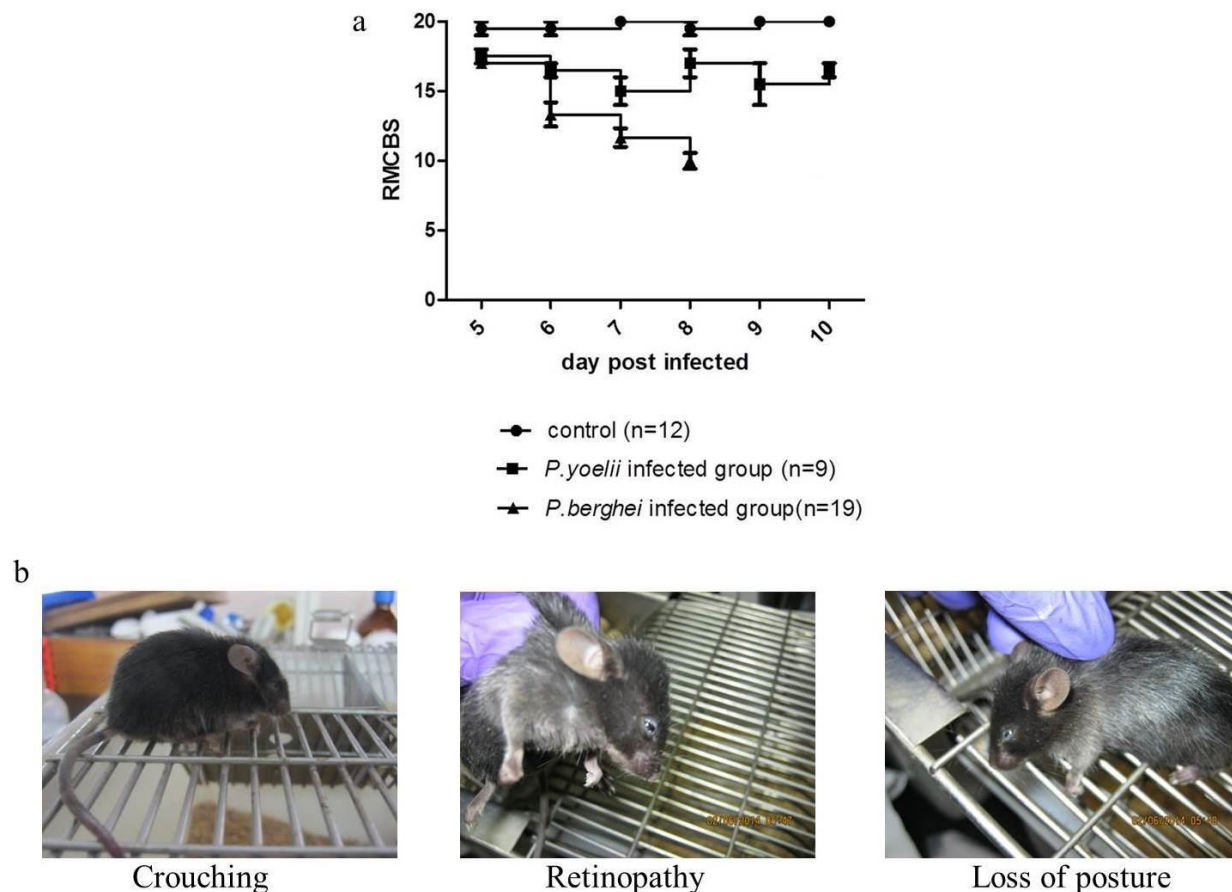 a
20
15
10
5
0
RMCBS
5 6 7 8 9 10
day post infected
control (n=12)
P.yoelii infected group (n=9)
P.berghei infected group(n=19)
b
Crouching
Retinopathy
Loss of posture